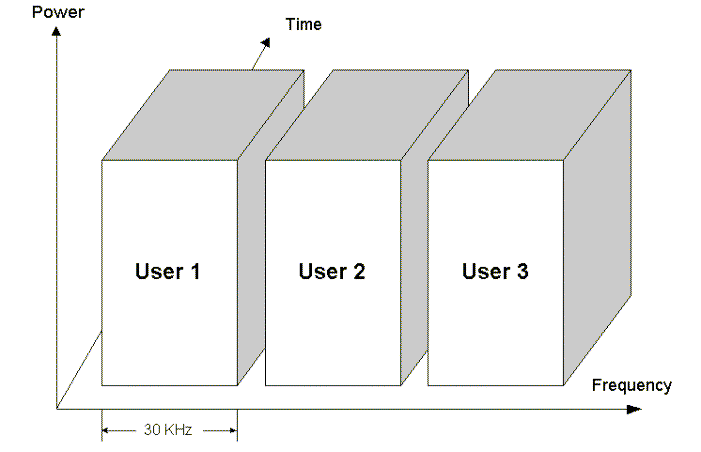 Power
Time
User 1
User 2
User 3
Frequency
30 KHz